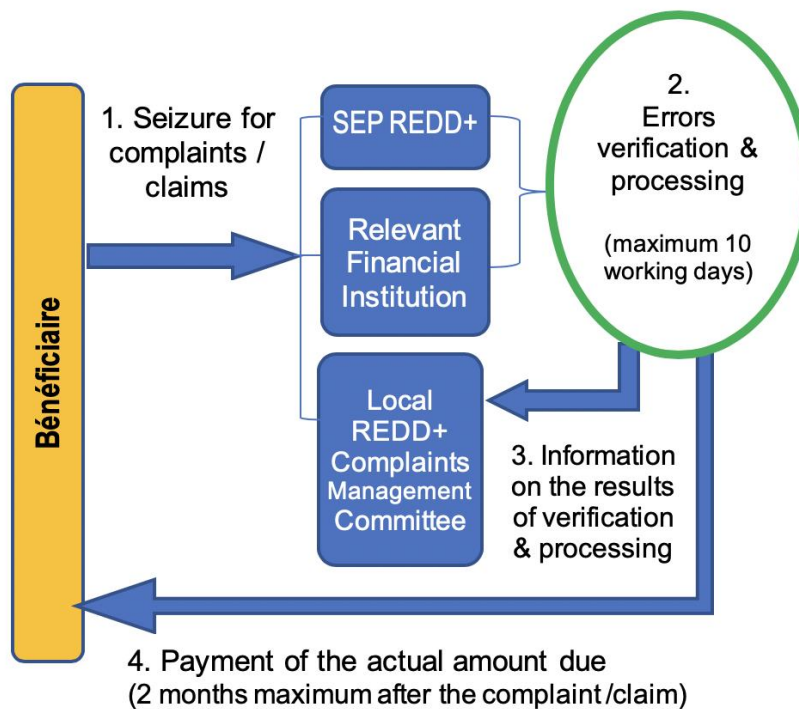 Bénéficiaire
1. Seizure for
complaints /
claims
SEP REDD+
Relevant
Financial
Institution
Local
REDD+
Complaints
Management
Committee
2.
Errors
verification &
processing
(maximum 10
working days)
3. Information
on the results
of verification
& processing
4. Payment of the actual amount due
(2 months maximum after the complaint /claim)